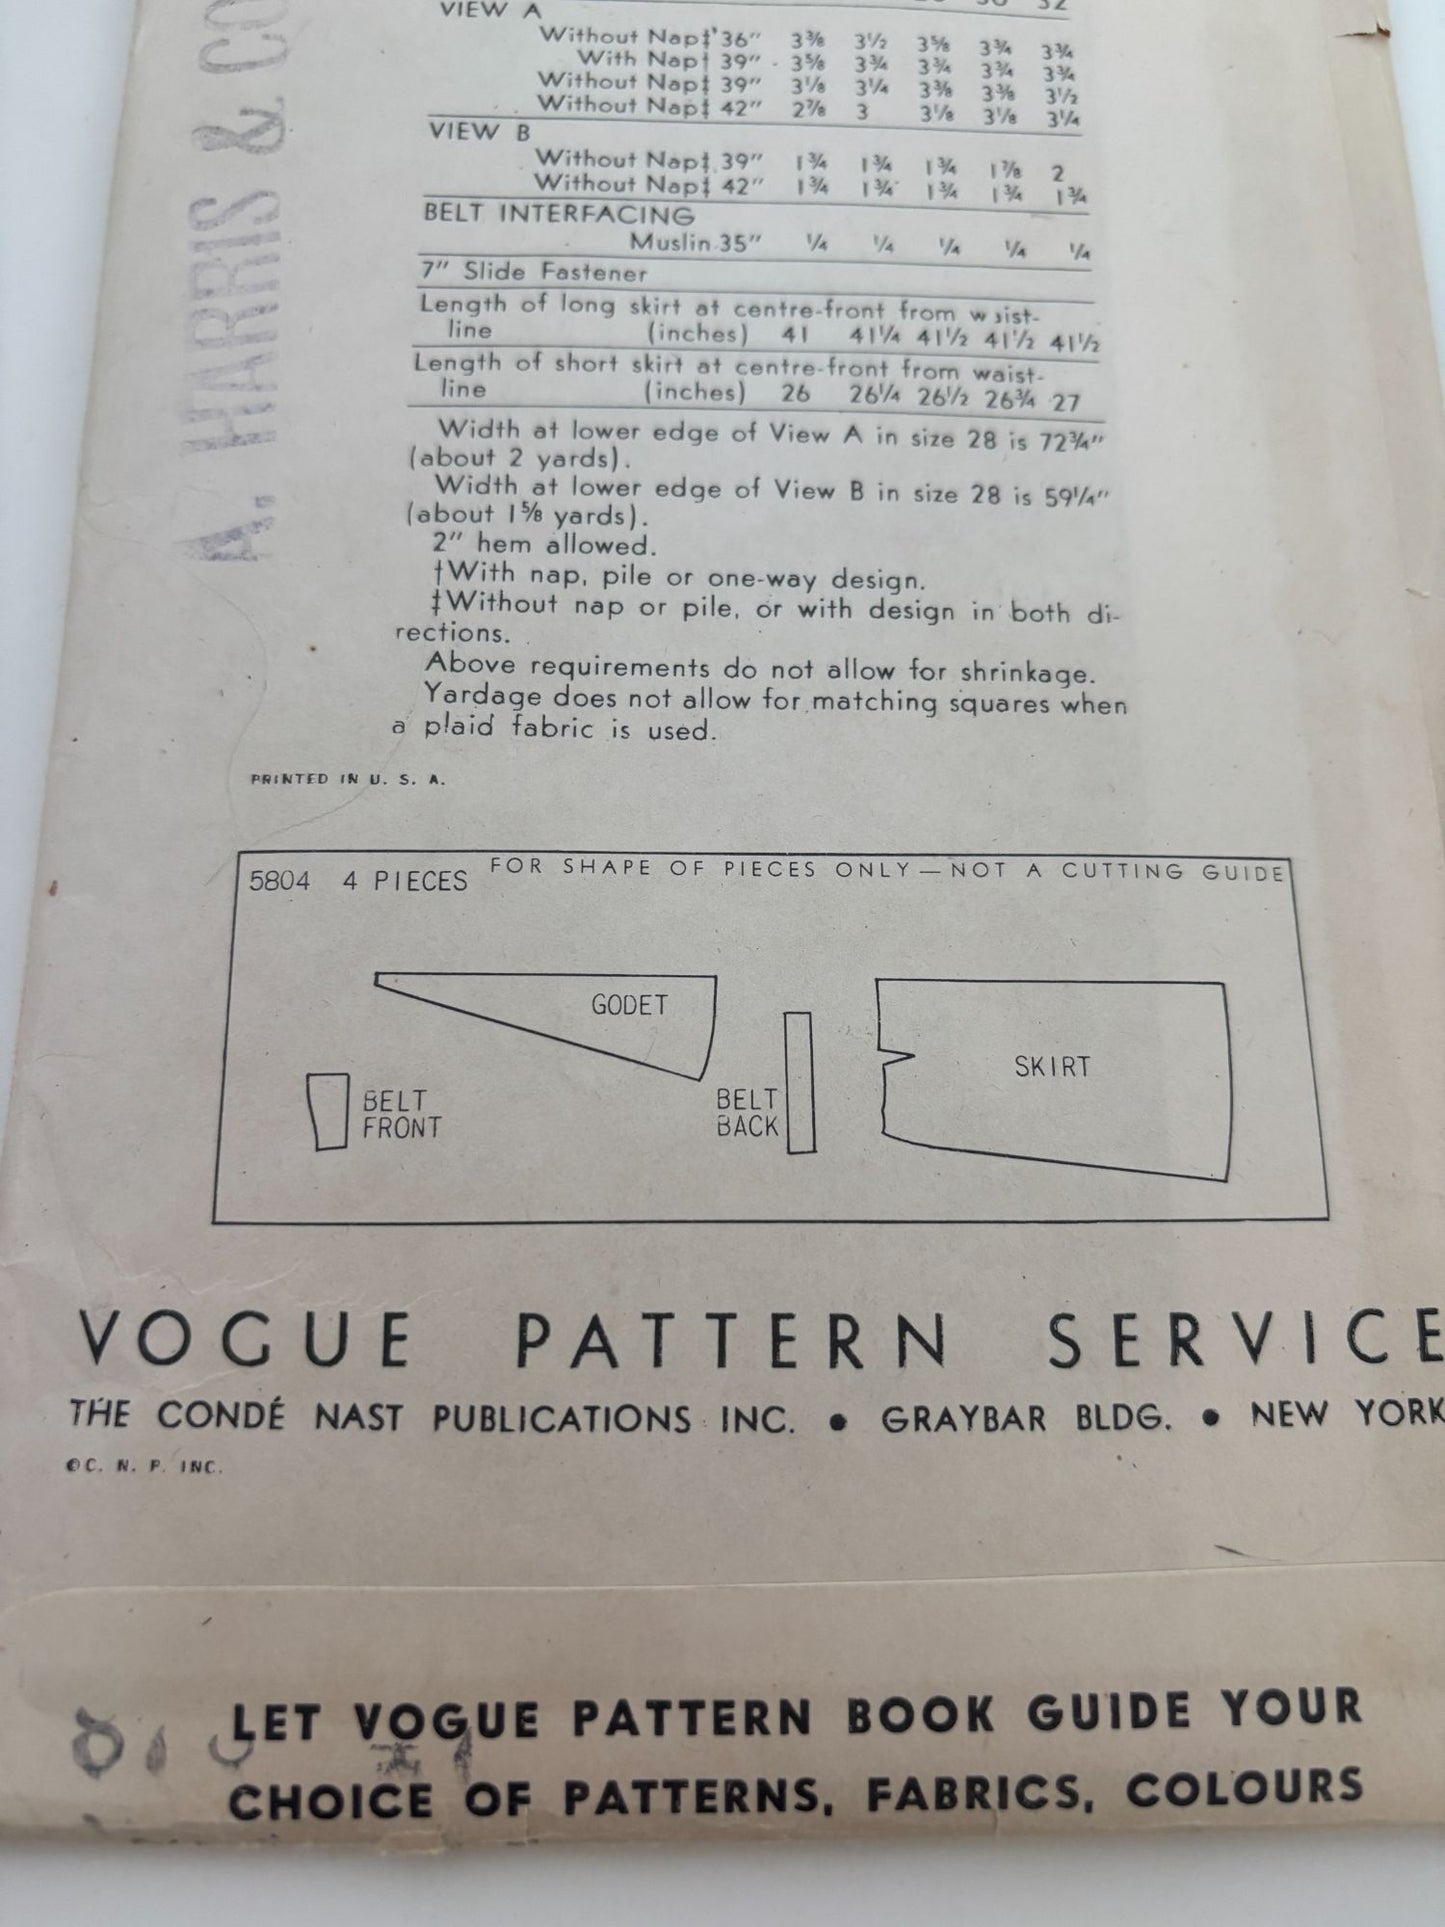 32
VIEW A
Without Nap‡ 36" 3⅜ 3½ 3⅝ 3¾ 3¾
With Nap† 39" 3⅝ 3¾ 3¾ 3¾ 3¾
Without Nap‡ 39" 3⅛ 3¼ 3⅜ 3⅜ 3½
Without Nap‡ 42" 2⅞ 3 3⅛ 3⅛ 3¼
VIEW B
Without Nap‡ 39" 1¾ 1¾ 1¾ 1⅞ 2
Without Nap‡ 42" 1¾ 1¾ 1¾ 1¾ 1¾
BELT INTERFACING
Muslin 35" ¼ ¼ ¼ ¼ ¼
7" Slide Fastener
Length of long skirt at centre-front from waist-
line (inches) 41 41¼ 41½ 41½ 41½
Length of short skirt at centre-front from waist-
line (inches) 26 26¼ 26½ 26¾ 27
Width at lower edge of View A in size 28 is 72¾"
(about 2 yards).
Width at lower edge of View B in size 28 is 59¼"
(about 1⅝ yards).
2" hem allowed.
†With nap, pile or one-way design.
‡Without nap or pile, or with design in both di-
rections.
Above requirements do not allow for shrinkage.
Yardage does not allow for matching squares when
a plaid fabric is used.
A. HARRIS & CO
PRINTED IN U. S. A.
5804 4 PIECES FOR SHAPE OF PIECES ONLY—NOT A CUTTING GUIDE
GODET
SKIRT
BELT
FRONT
BELT
BACK
VOGUE PATTERN SERVICE
THE CONDÉ NAST PUBLICATIONS INC. • GRAYBAR BLDG. • NEW YORK
©C. N. P. INC.
LET VOGUE PATTERN BOOK GUIDE YOUR
CHOICE OF PATTERNS, FABRICS, COLOURS